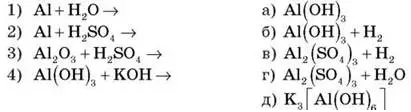 1) Al + H₂O →
2) Al + H₂SO₄ →
3) Al₂O₃ + H₂SO₄ →
4) Al(OH)₃ + KOH →
а) Al(OH)₃
б) Al(OH)₃ + H₂
в) Al₂(SO₄)₃ + H₂
г) Al₂(SO₄)₃ + H₂O
д) K₃[Al(OH)₆]